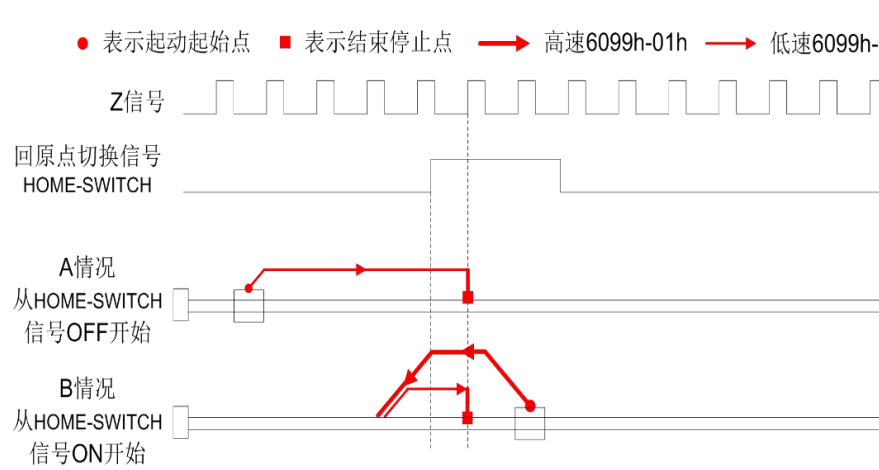 表示起动起始点 表示结束停止点 高速6099h-01h 低速6099h-
Z信号
回原点切换信号
HOME-SWITCH
A情况
从HOME-SWITCH
信号OFF开始
B情况
从HOME-SWITCH
信号ON开始